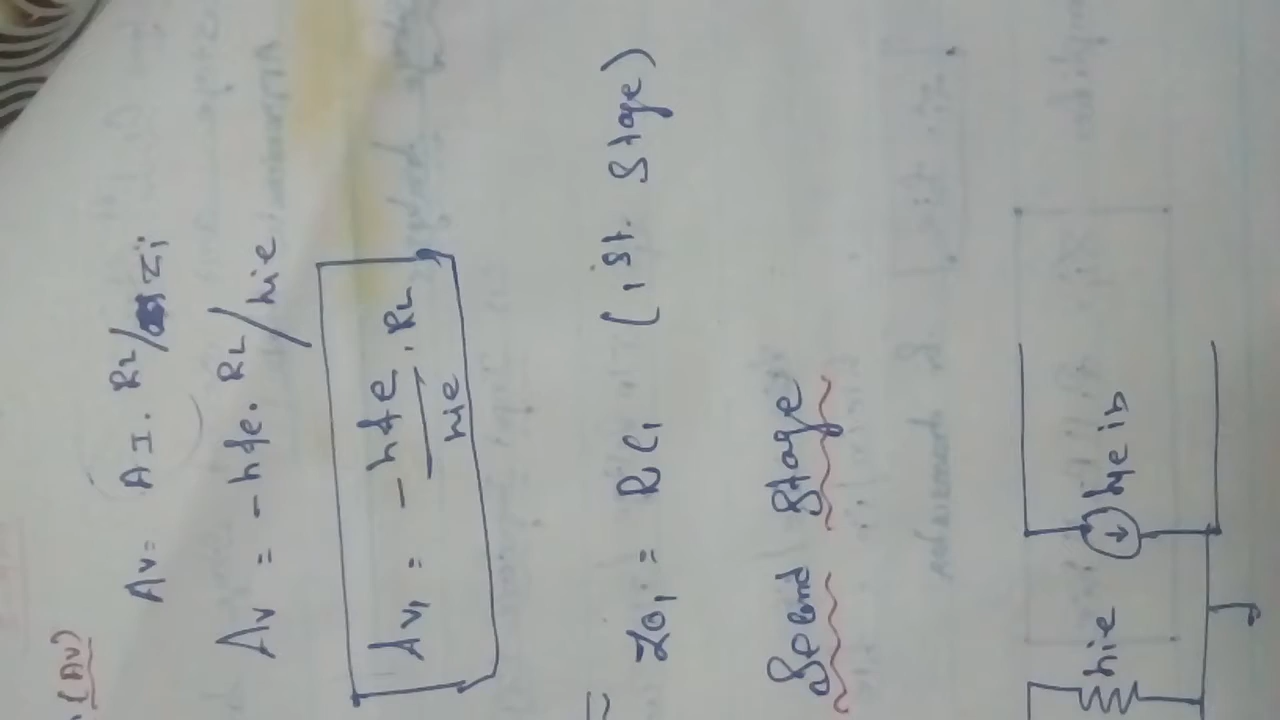 (Av)
Av = AI . RL/Zi
Av = -hfe. RL/hie
Av1 = - hfe/hie . RL
Zo1 = RC1 (1st. Stage)
Second Stage
hie hfe ib